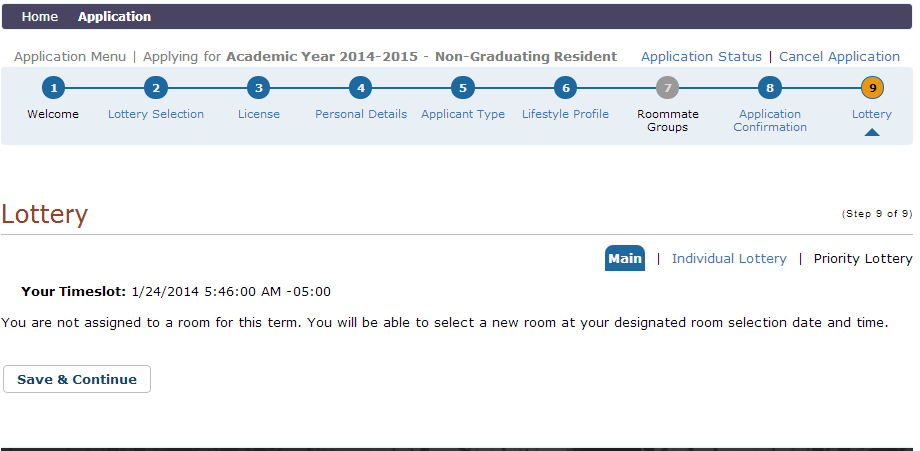 Home Application
Application Menu | Applying for Academic Year 2014-2015 - Non-Graduating Resident Application Status | Cancel Application
1 2 3 4 5 6 7 8 9
Welcome Lottery Selection License Personal Details Applicant Type Lifestyle Profile Roommate Groups Application Confirmation Lottery
Lottery (Step 9 of 9)
Main | Individual Lottery | Priority Lottery
Your Timeslot: 1/24/2014 5:46:00 AM -05:00
You are not assigned to a room for this term. You will be able to select a new room at your designated room selection date and time.
Save & Continue